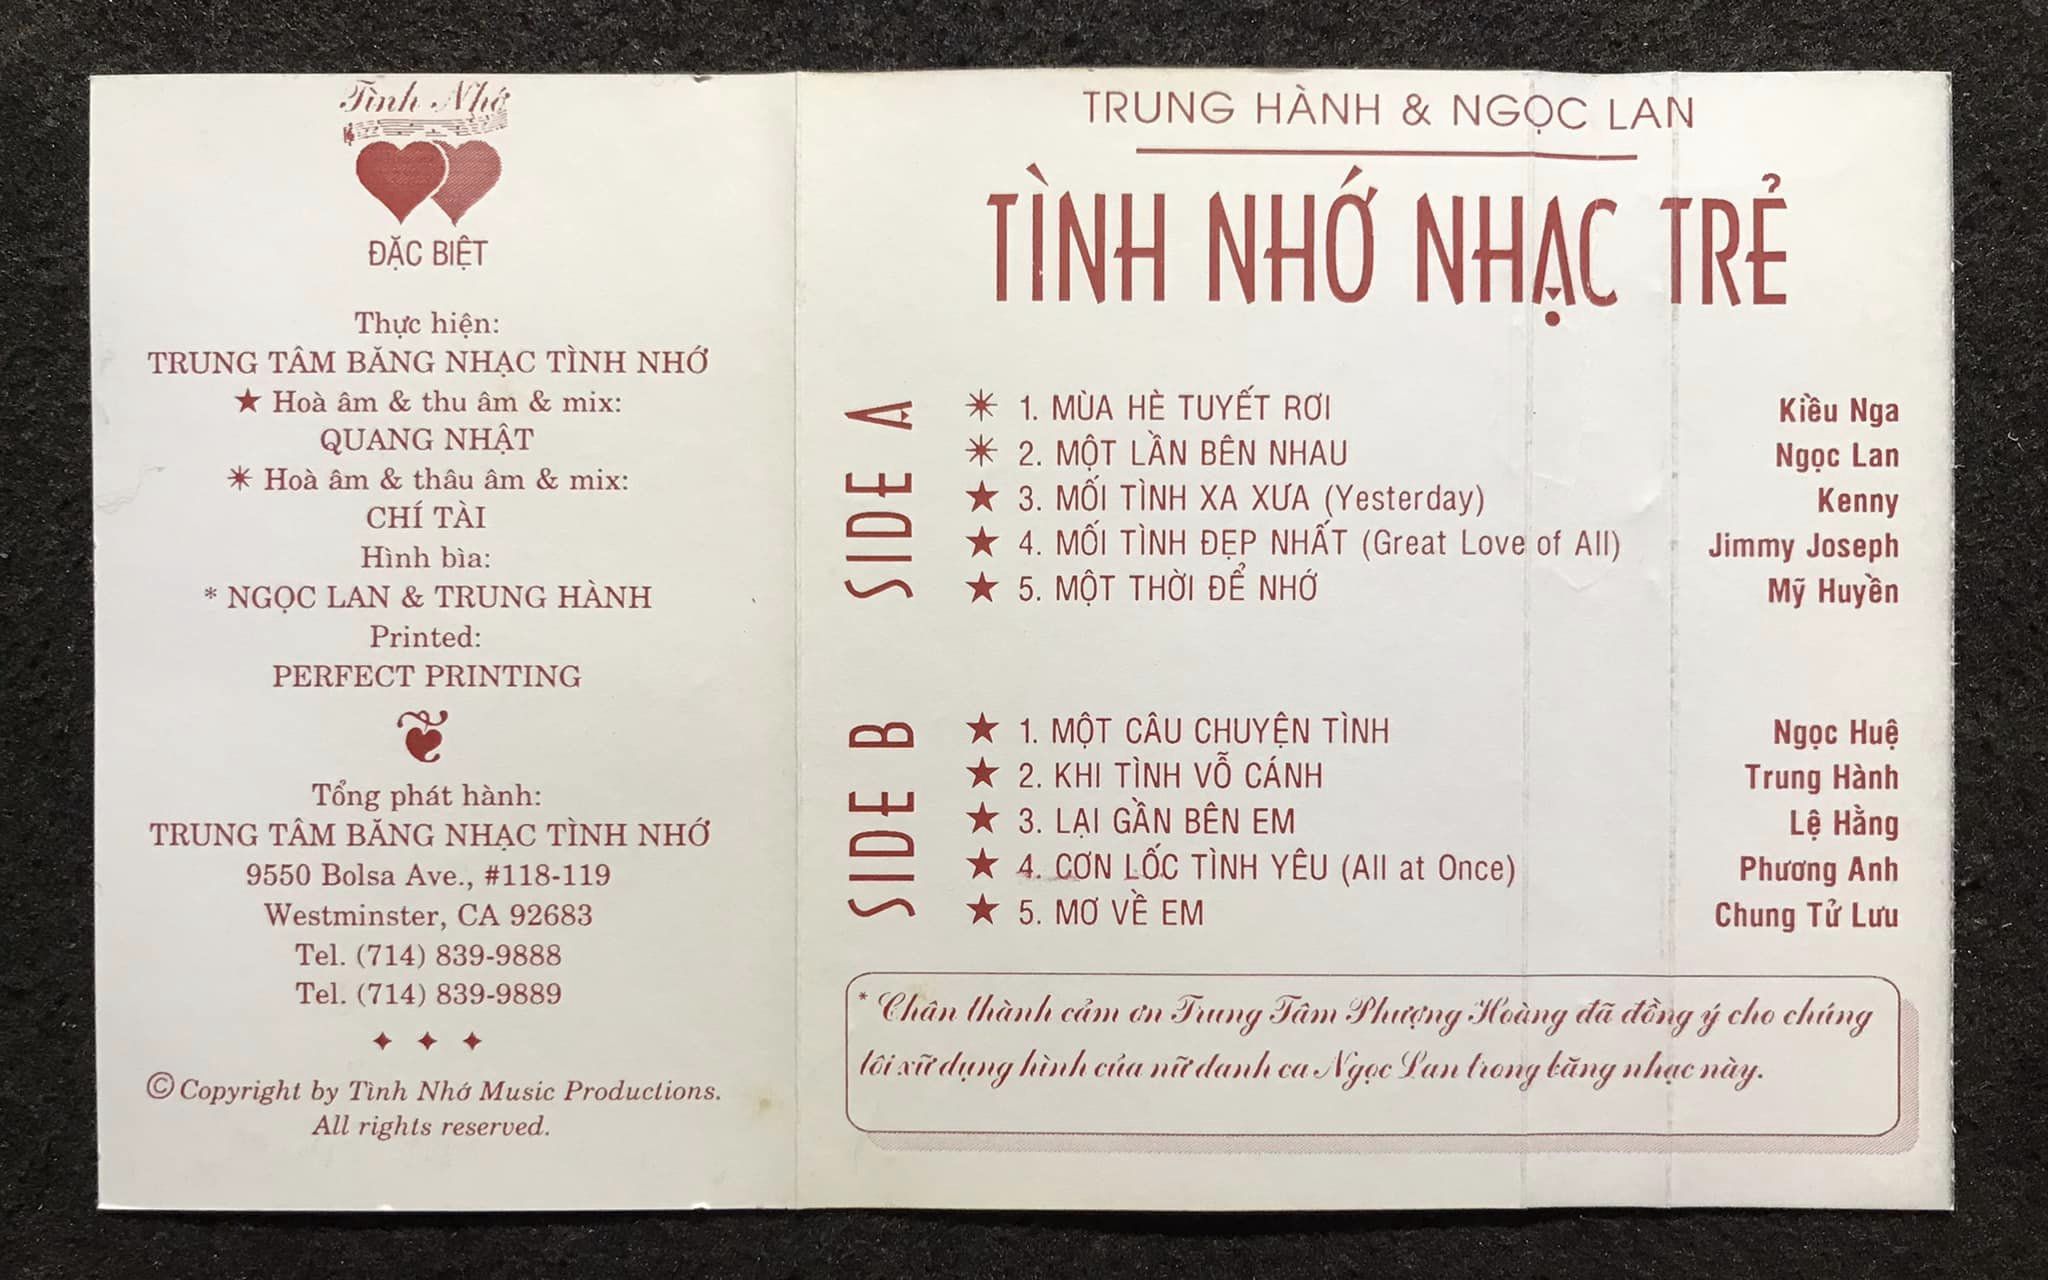 Tình Nhớ
ĐẶC BIỆT
Thực hiện:
TRUNG TÂM BĂNG NHẠC TÌNH NHỚ
★ Hoà âm & thu âm & mix:
QUANG NHẬT
✷ Hoà âm & thâu âm & mix:
CHÍ TÀI
Hình bìa:
* NGỌC LAN & TRUNG HÀNH
Printed:
PERFECT PRINTING
Tổng phát hành:
TRUNG TÂM BĂNG NHẠC TÌNH NHỚ
9550 Bolsa Ave., #118-119
Westminster, CA 92683
Tel. (714) 839-9888
Tel. (714) 839-9889
© Copyright by Tình Nhớ Music Productions.
All rights reserved.
TRUNG HÀNH & NGỌC LAN
TÌNH NHỚ NHẠC TRẺ
SIDE A
✷ 1. MÙA HÈ TUYẾT RƠI Kiều Nga
✷ 2. MỘT LẦN BÊN NHAU Ngọc Lan
★ 3. MỐI TÌNH XA XƯA (Yesterday) Kenny
★ 4. MỐI TÌNH ĐẸP NHẤT (Great Love of All) Jimmy Joseph
★ 5. MỘT THỜI ĐỂ NHỚ Mỹ Huyền
SIDE B
★ 1. MỘT CÂU CHUYỆN TÌNH Ngọc Huệ
★ 2. KHI TÌNH VỖ CÁNH Trung Hành
★ 3. LẠI GẦN BÊN EM Lệ Hằng
★ 4. CƠN LỐC TÌNH YÊU (All at Once) Phương Anh
★ 5. MƠ VỀ EM Chung Tử Lưu
* Chân thành cảm ơn Trung Tâm Phượng Hoàng đã đồng ý cho chúng
tôi xữ dụng hình của nữ danh ca Ngọc Lan trong băng nhạc này.